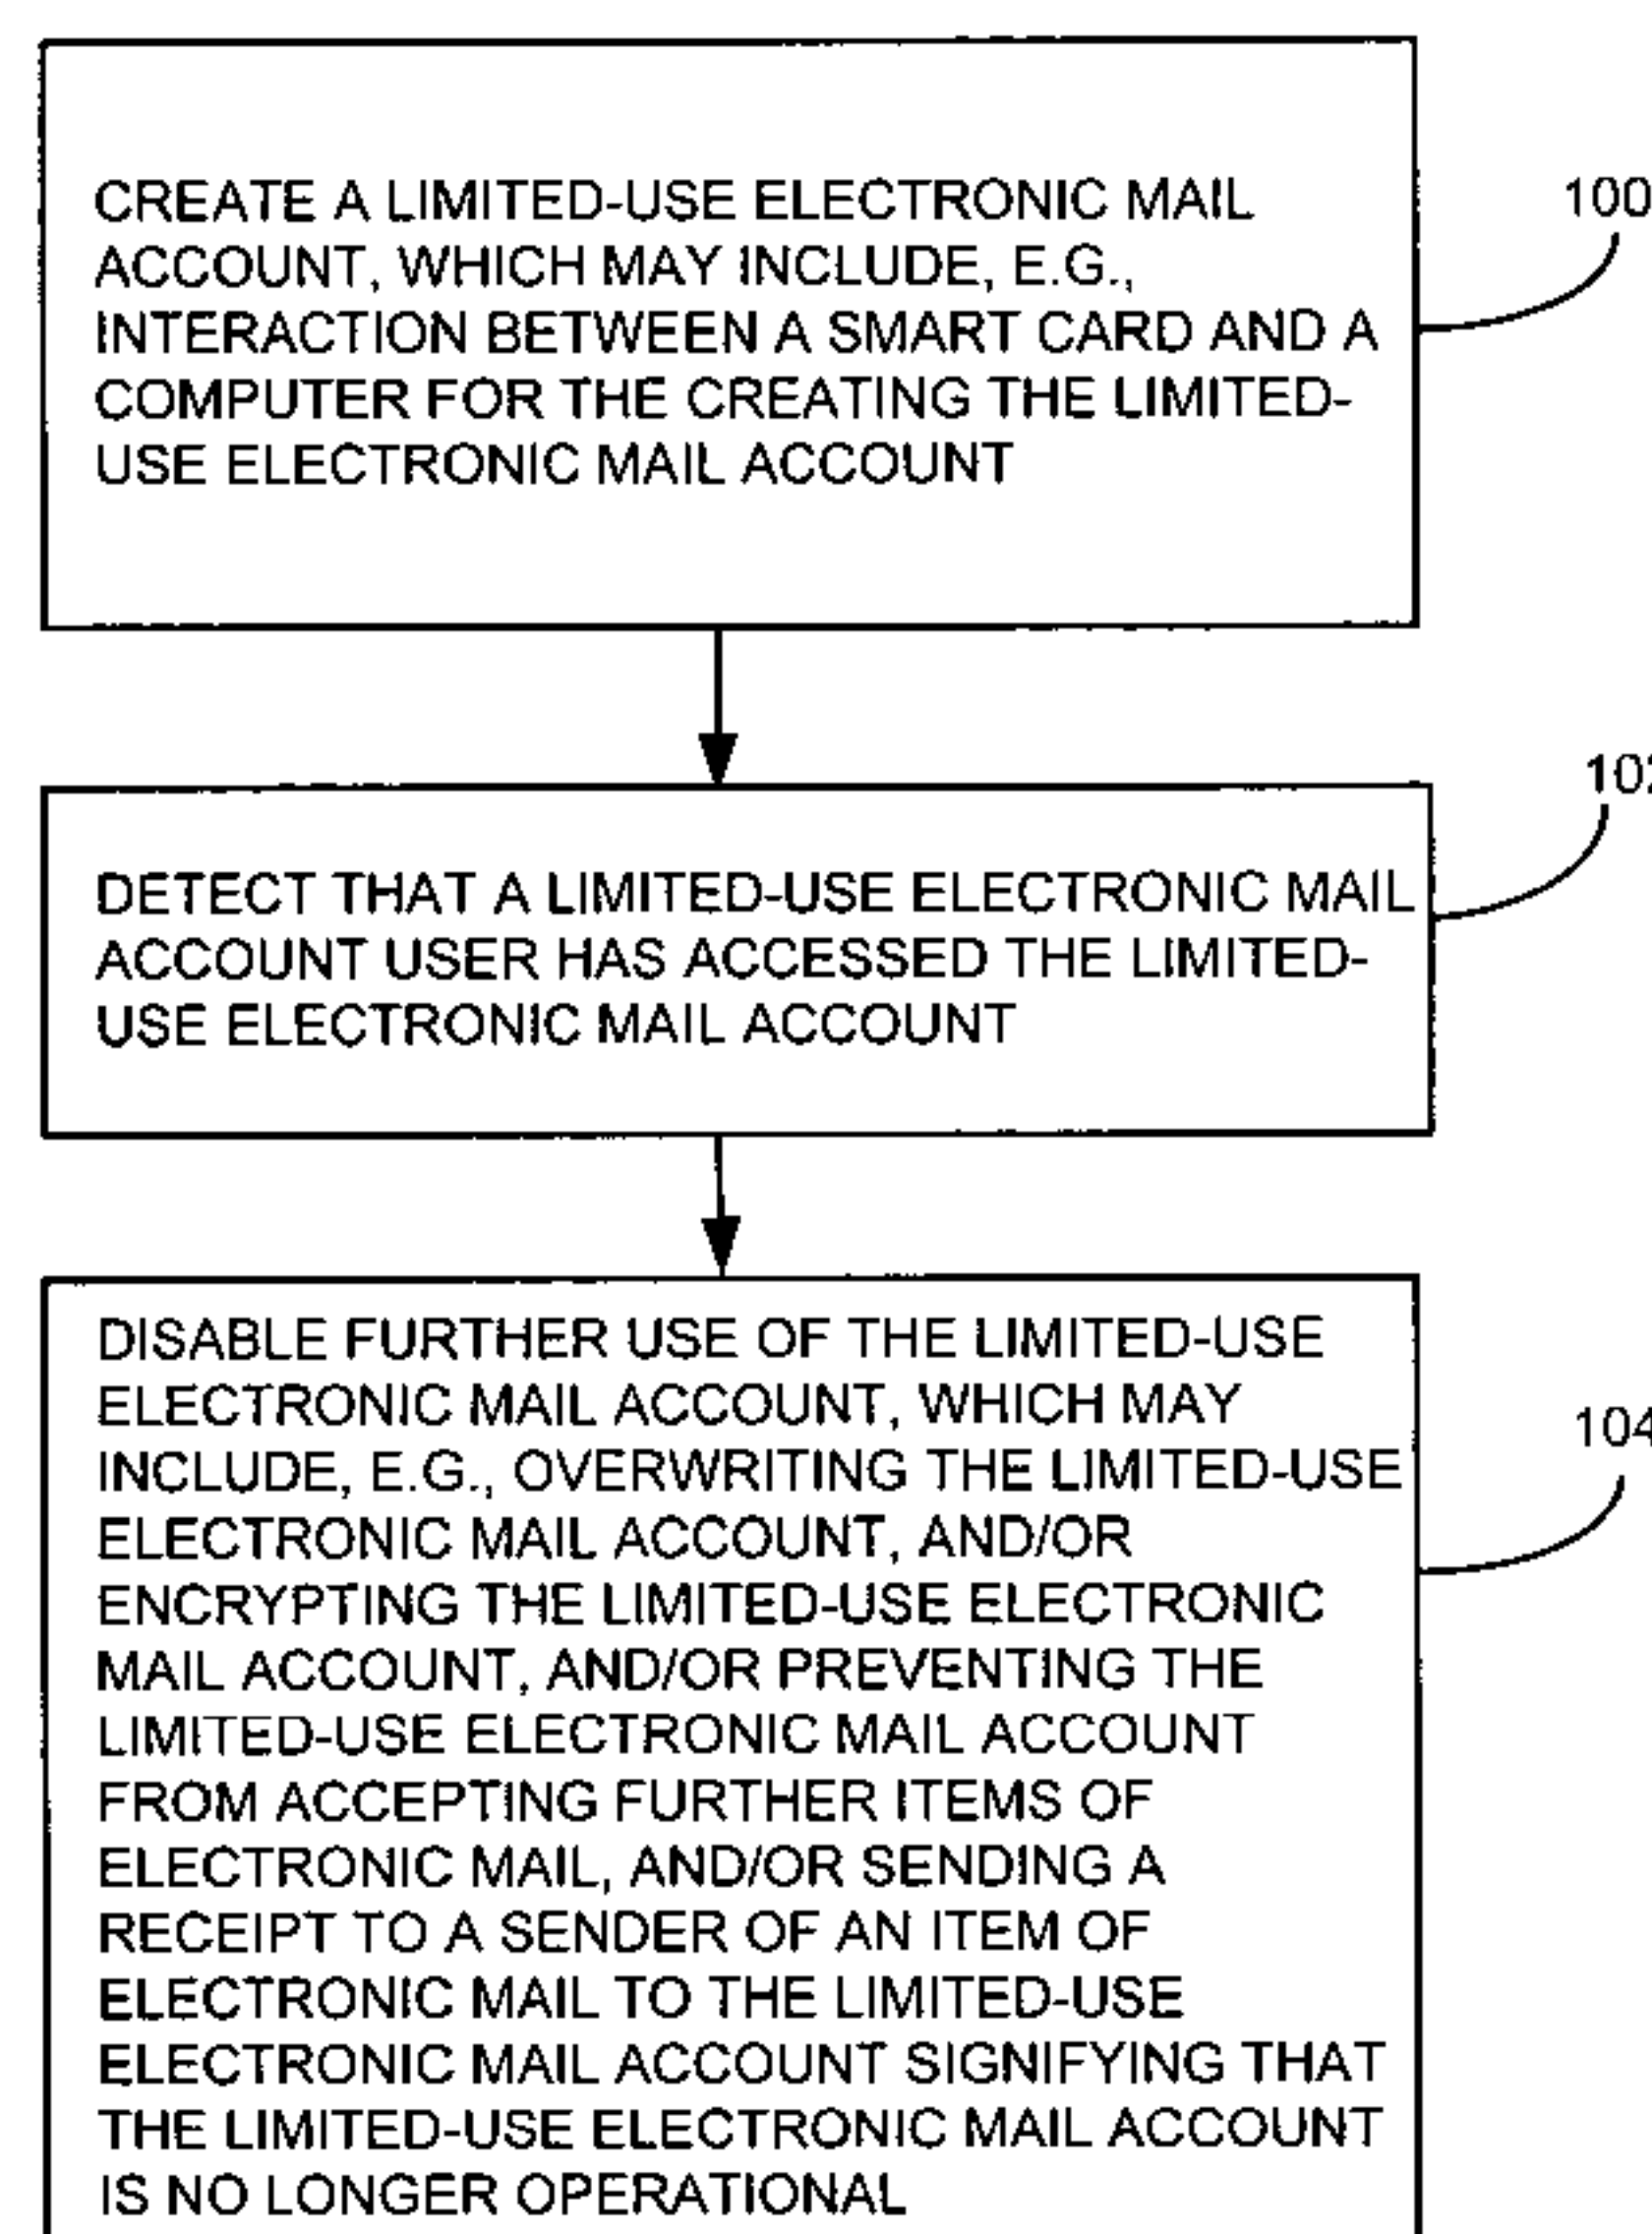 CREATE A LIMITED-USE ELECTRONIC MAIL
ACCOUNT, WHICH MAY INCLUDE, E.G.,
INTERACTION BETWEEN A SMART CARD AND A
COMPUTER FOR THE CREATING THE LIMITED-
USE ELECTRONIC MAIL ACCOUNT
100
102
DETECT THAT A LIMITED-USE ELECTRONIC MAIL
ACCOUNT USER HAS ACCESSED THE LIMITED-
USE ELECTRONIC MAIL ACCOUNT
DISABLE FURTHER USE OF THE LIMITED-USE
ELECTRONIC MAIL ACCOUNT, WHICH MAY
INCLUDE, E.G., OVERWRITING THE LIMITED-USE
ELECTRONIC MAIL ACCOUNT, AND/OR
ENCRYPTING THE LIMITED-USE ELECTRONIC
MAIL ACCOUNT, AND/OR PREVENTING THE
LIMITED-USE ELECTRONIC MAIL ACCOUNT
FROM ACCEPTING FURTHER ITEMS OF
ELECTRONIC MAIL, AND/OR SENDING A
RECEIPT TO A SENDER OF AN ITEM OF
ELECTRONIC MAIL TO THE LIMITED-USE
ELECTRONIC MAIL ACCOUNT SIGNIFYING THAT
THE LIMITED-USE ELECTRONIC MAIL ACCOUNT
IS NO LONGER OPERATIONAL
104